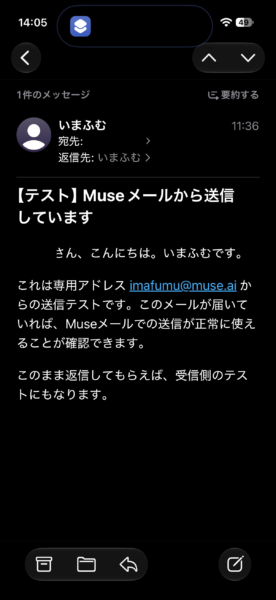 14:05
49
1件のメッセージ
要約する
いまふむ
11:36
宛先:
返信先: いまふむ
【テスト】Museメールから送信
しています
さん、こんにちは。いまふむです。
これは専用アドレス imafumu@muse.ai か
らの送信テストです。このメールが届いて
いれば、Museメールでの送信が正常に使え
ることが確認できます。
このまま返信してもらえば、受信側のテス
トにもなります。